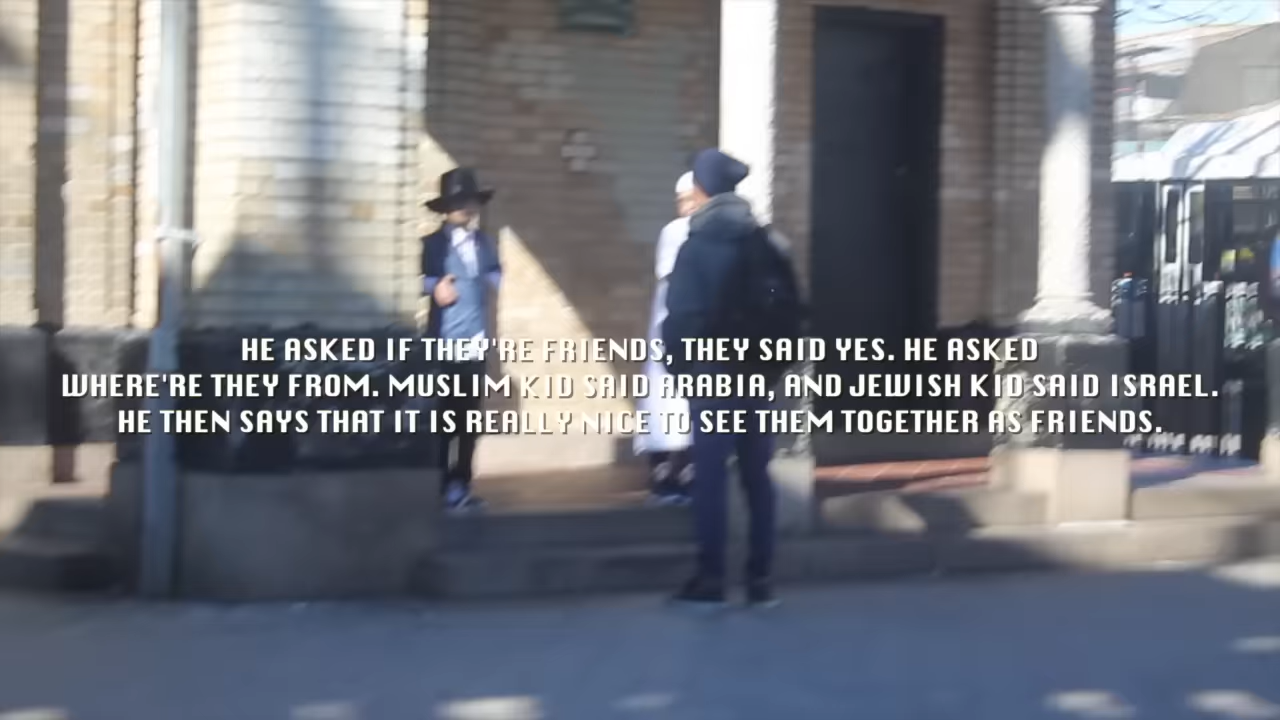 HE ASKED IF THEY'RE FRIENDS, THEY SAID YES. HE ASKED
WHERE'RE THEY FROM. MUSLIM KID SAID ARABIA, AND JEWISH KID SAID ISRAEL.
HE THEN SAYS THAT IT IS REALLY NICE TO SEE THEM TOGETHER AS FRIENDS.